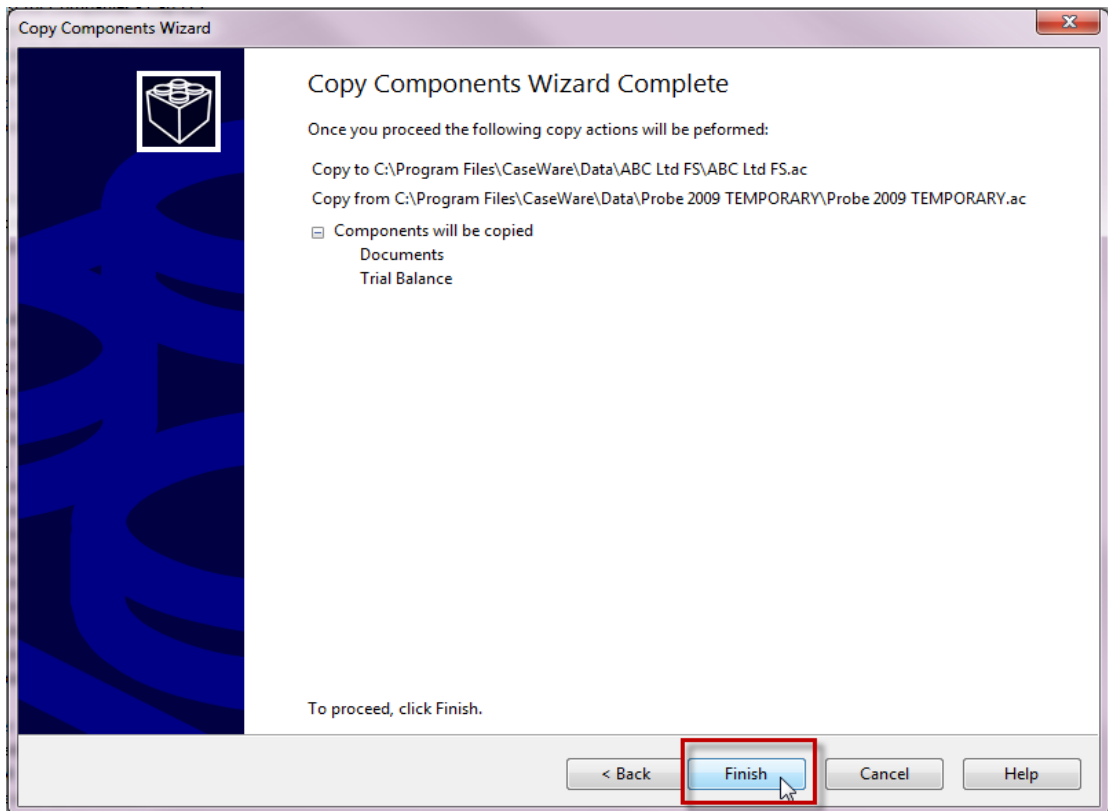 Copy Components Wizard
X
Copy Components Wizard Complete
Once you proceed the following copy actions will be peformed:
Copy to C:\Program Files\CaseWare\Data\ABC Ltd FS\ABC Ltd FS.ac
Copy from C:\Program Files\CaseWare\Data\Probe 2009 TEMPORARY\Probe 2009 TEMPORARY.ac
Components will be copied
Documents
Trial Balance
To proceed, click Finish.
< Back Finish Cancel Help